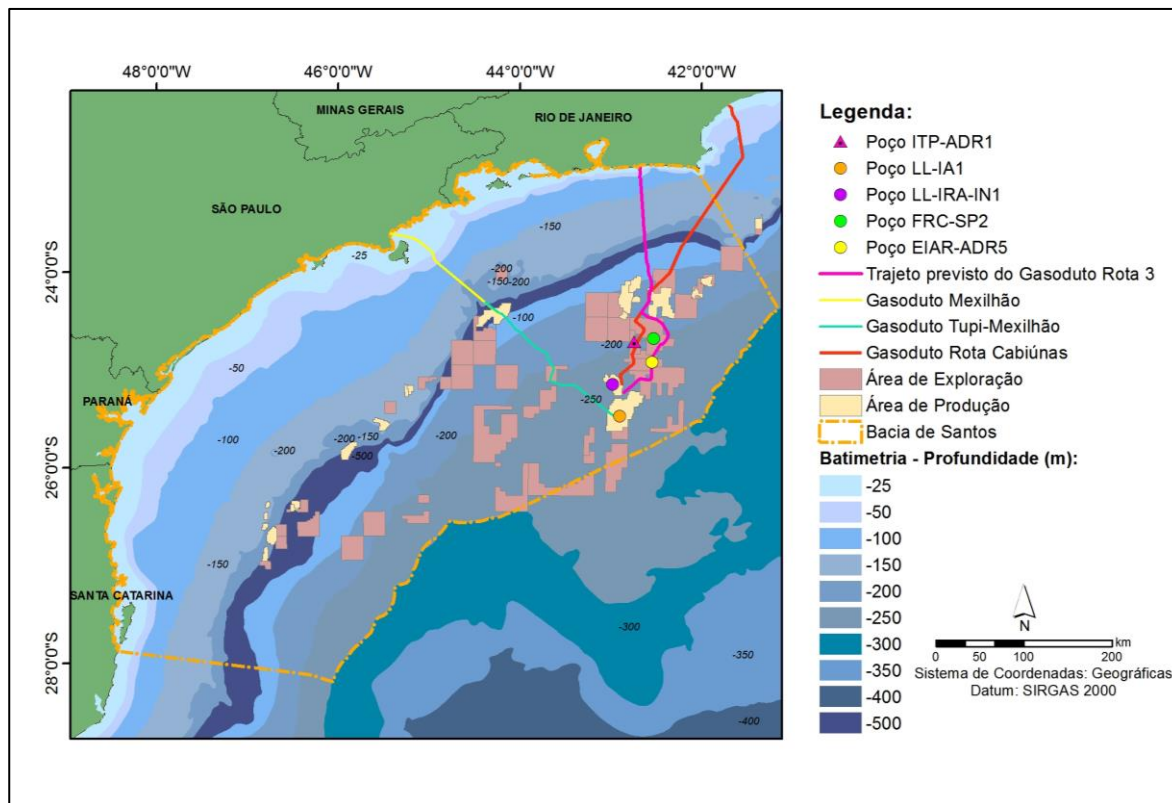 48°0'0"W 46°0'0"W 44°0'0"W 42°0'0"W
24°0'0"S
26°0'0"S
28°0'0"S
MINAS GERAIS
RIO DE JANEIRO
SÃO PAULO
PARANÁ
SANTA CATARINA
-150
-25
-200
-150
-200
-100
-200
-50
-250
-100
-200
-150
-200
-200
-500
-150
-300
-350
-400
Legenda:
Poço ITP-ADR1
Poço LL-IA1
Poço LL-IRA-IN1
Poço FRC-SP2
Poço EIAR-ADR5
Trajeto previsto do Gasoduto Rota 3
Gasoduto Mexilhão
Gasoduto Tupi-Mexilhão
Gasoduto Rota Cabiúnas
Área de Exploração
Área de Produção
Bacia de Santos
Batimetria - Profundidade (m):
-25
-50
-100
-150
-200
-250
-300
-350
-400
-500
N
km
0 50 100 200
Sistema de Coordenadas: Geográficas
Datum: SIRGAS 2000